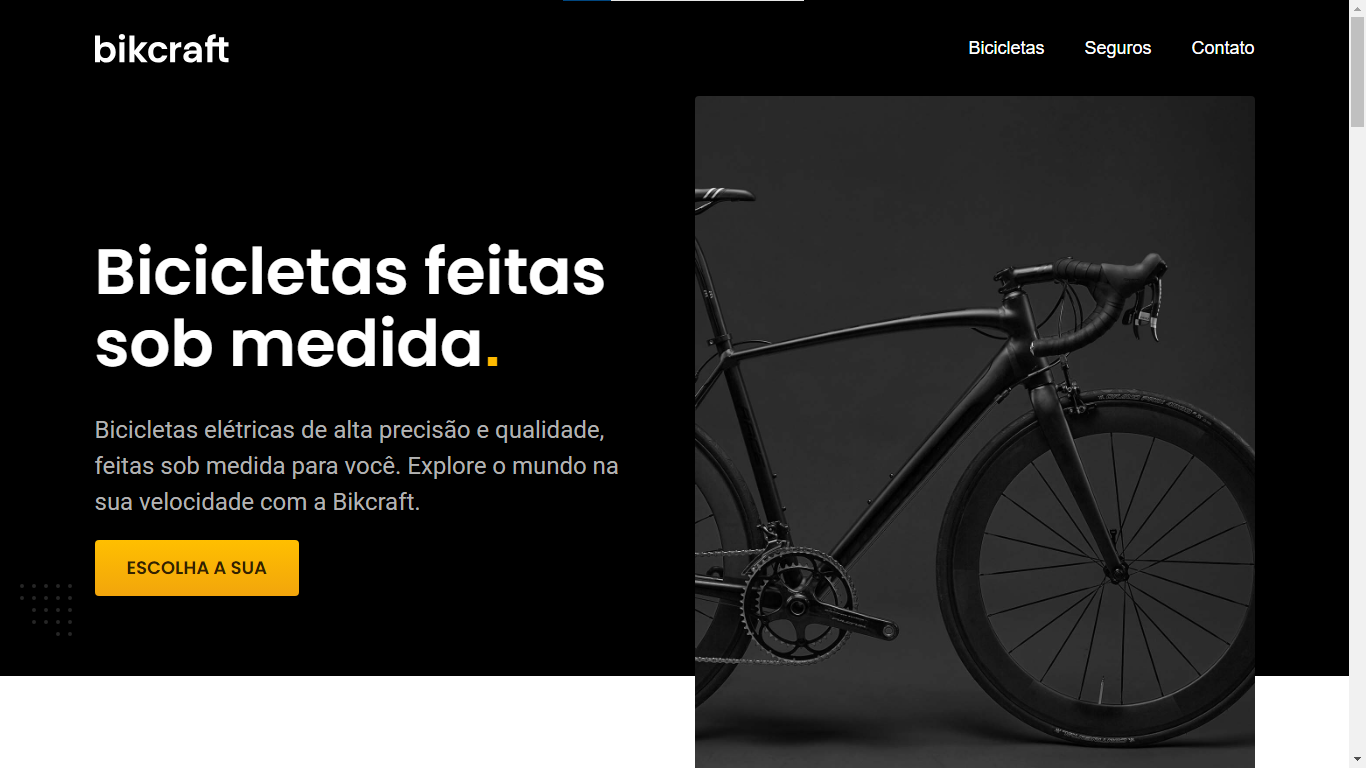 bikcraft
Bicicletas Seguros Contato
Bicicletas feitas
sob medida.
Bicicletas elétricas de alta precisão e qualidade,
feitas sob medida para você. Explore o mundo na
sua velocidade com a Bikcraft.
ESCOLHA A SUA